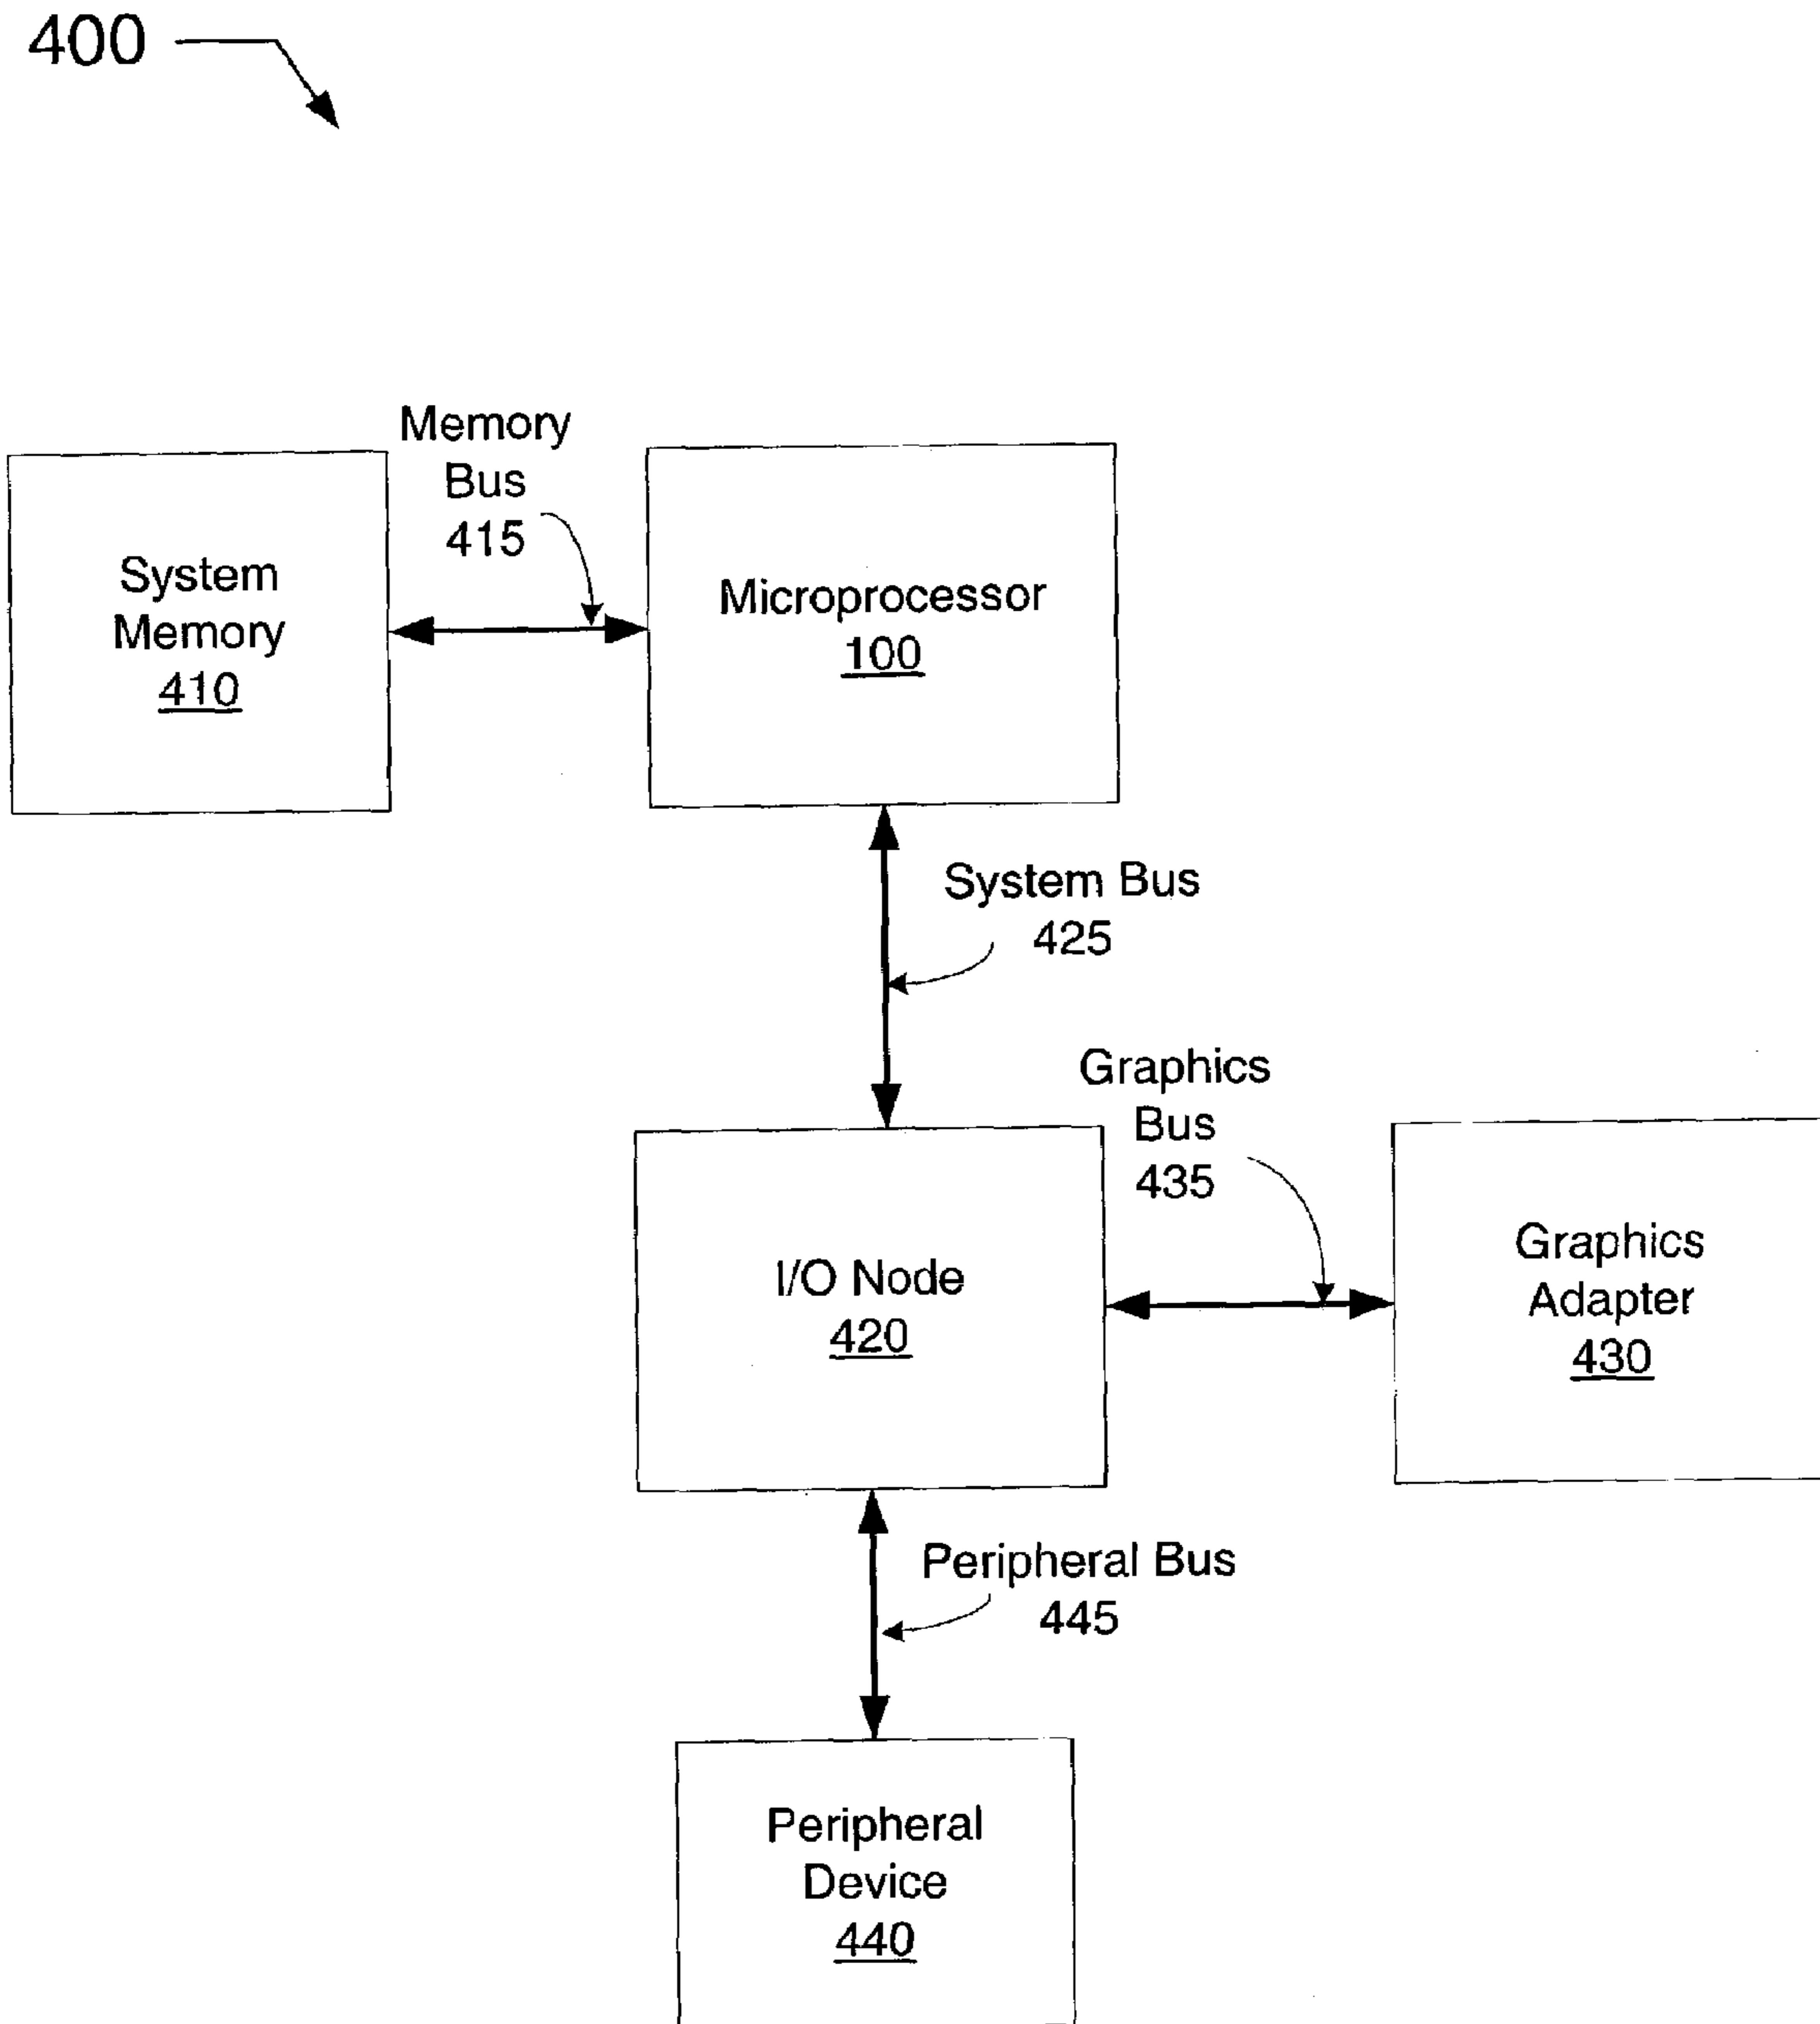 400
Memory
Bus
415
System
Memory
410
Microprocessor
100
System Bus
425
Graphics
Bus
435
I/O Node
420
Graphics
Adapter
430
Peripheral Bus
445
Peripheral
Device
440